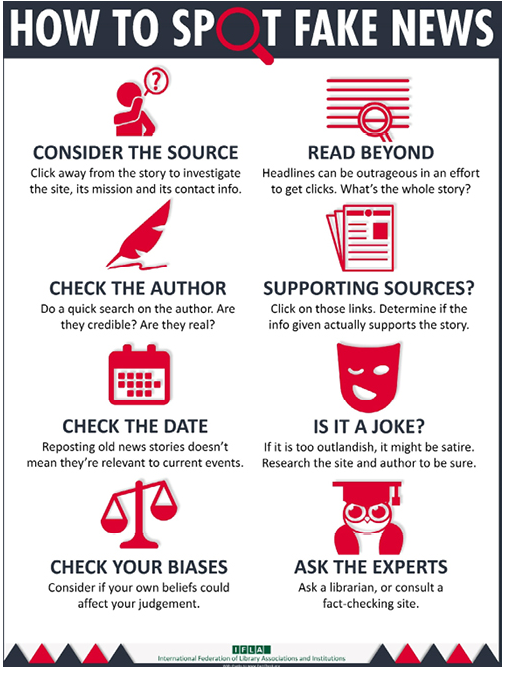 HOW TO SPOT FAKE NEWS
?
CONSIDER THE SOURCE
Click away from the story to investigate
the site, its mission and its contact info.
READ BEYOND
Headlines can be outrageous in an effort
to get clicks. What's the whole story?
CHECK THE AUTHOR
Do a quick search on the author. Are
they credible? Are they real?
SUPPORTING SOURCES?
Click on those links. Determine if the
info given actually supports the story.
CHECK THE DATE
Reposting old news stories doesn't
mean they're relevant to current events.
IS IT A JOKE?
If it is too outlandish, it might be satire.
Research the site and author to be sure.
CHECK YOUR BIASES
Consider if your own beliefs could
affect your judgement.
ASK THE EXPERTS
Ask a librarian, or consult a
fact-checking site.
IFLA
International Federation of Library Associations and Institutions